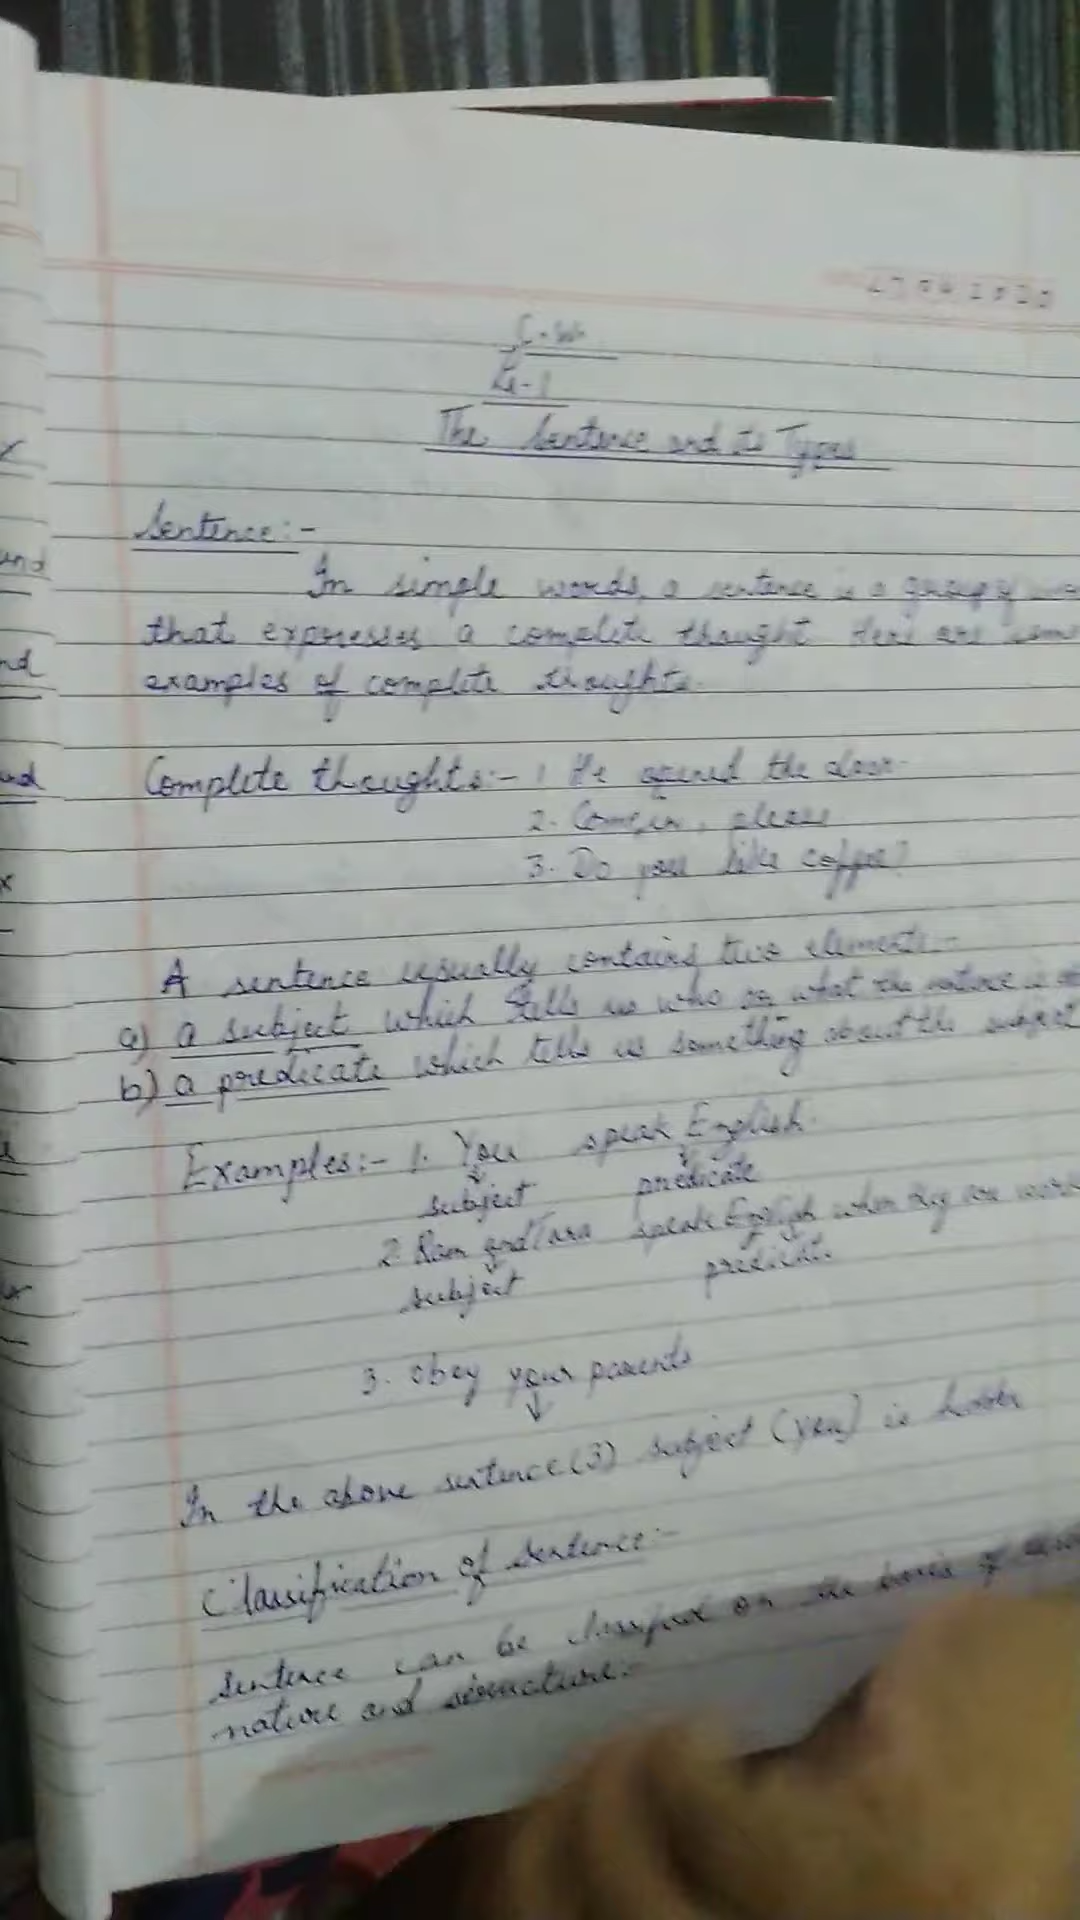 C-W
L-1
The Sentence and its Types
Sentence:-
In simple words, a sentence is a group of
that expresses a complete thought. Here are some
examples of complete thoughts.
Complete thoughts:- 1 He opened the door.
2. Come in, please
3. Do you like coffee?
A sentence usually contains two elements:-
a) a subject which tells us who or what the sentence is
b) a predicate which tells us something about the subject
Examples:- 1. You speak English.
subject predicate
2. Ram and Tara speak English when they are
subject predicate
3. Obey your parents
In the above sentence (3) subject (you) is hidden
Classification of Sentence:-
Sentence can be classified on the basis of
nature and structure:-
und
nd
und